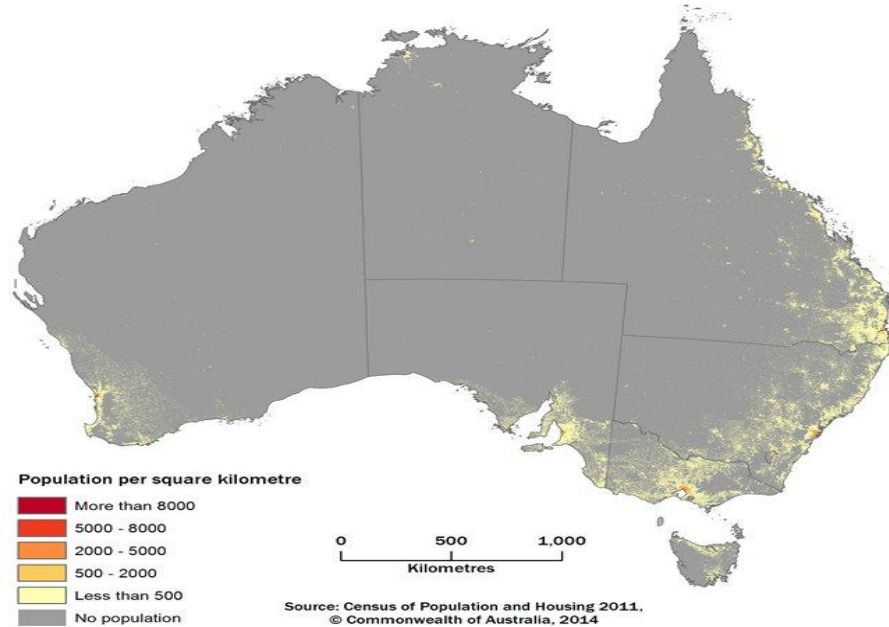 Population per square kilometre
More than 8000
5000 - 8000
2000 - 5000
500 - 2000
Less than 500
No population
0 500 1,000
Kilometres
Source: Census of Population and Housing 2011,
© Commonwealth of Australia, 2014